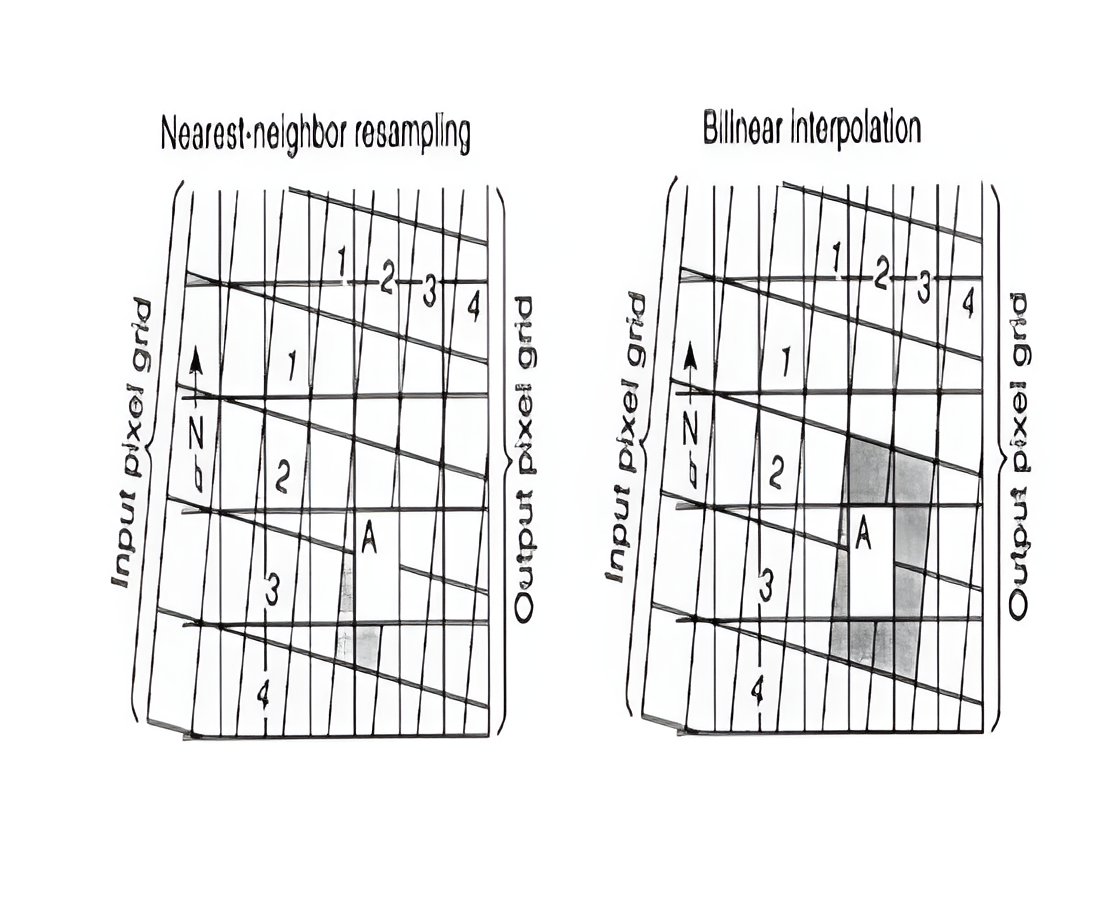 Nearest-neighbor resampling
Input pixel grid
N
1
2
3
4
1
2
3
4
A
Output pixel grid
Bilinear interpolation
Input pixel grid
N
1
2
3
4
1
2
3
4
A
Output pixel grid